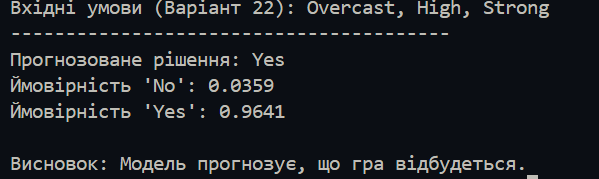 Вхідні умови (Варіант 22): Overcast, High, Strong
----------------------------------------
Прогнозоване рішення: Yes
Ймовірність 'No': 0.0359
Ймовірність 'Yes': 0.9641
Висновок: Модель прогнозує, що гра відбудеться.